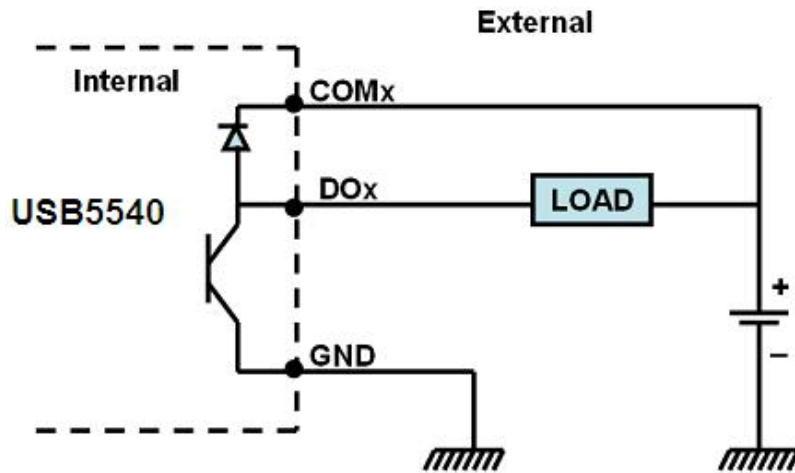 External
Internal
COMx
USB5540
DOx
LOAD
+
GND
−